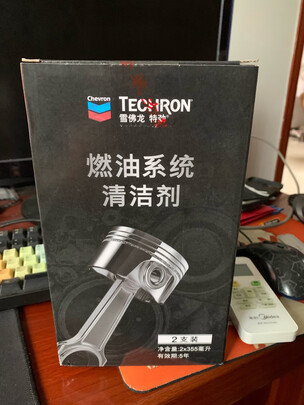 Chevron
TECHRON
雪佛龙 特劲
燃油系统
清洁剂
2支装
净含量:2x355毫升
有效期:5年